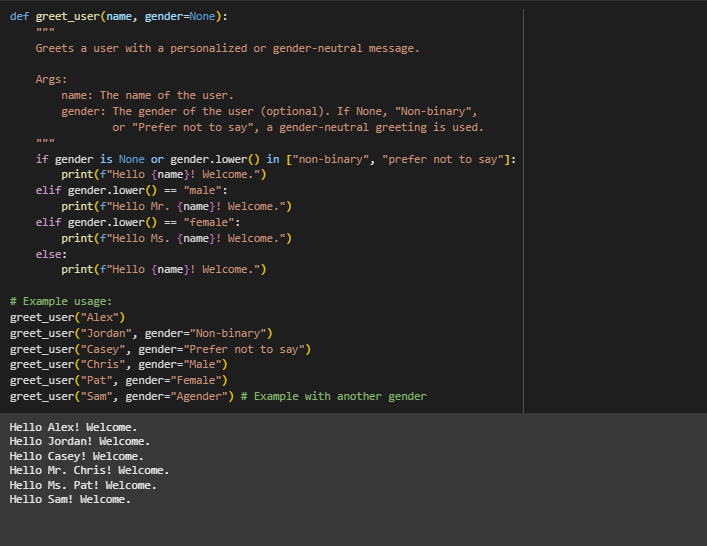 def greet_user(name, gender=None):
    """
    Greets a user with a personalized or gender-neutral message.

    Args:
        name: The name of the user.
        gender: The gender of the user (optional). If None, "Non-binary",
                or "Prefer not to say", a gender-neutral greeting is used.
    """
    if gender is None or gender.lower() in ["non-binary", "prefer not to say"]:
        print(f"Hello {name}! Welcome.")
    elif gender.lower() == "male":
        print(f"Hello Mr. {name}! Welcome.")
    elif gender.lower() == "female":
        print(f"Hello Ms. {name}! Welcome.")
    else:
        print(f"Hello {name}! Welcome.")

# Example usage:
greet_user("Alex")
greet_user("Jordan", gender="Non-binary")
greet_user("Casey", gender="Prefer not to say")
greet_user("Chris", gender="Male")
greet_user("Pat", gender="Female")
greet_user("Sam", gender="Agender") # Example with another gender
Hello Alex! Welcome.
Hello Jordan! Welcome.
Hello Casey! Welcome.
Hello Mr. Chris! Welcome.
Hello Ms. Pat! Welcome.
Hello Sam! Welcome.